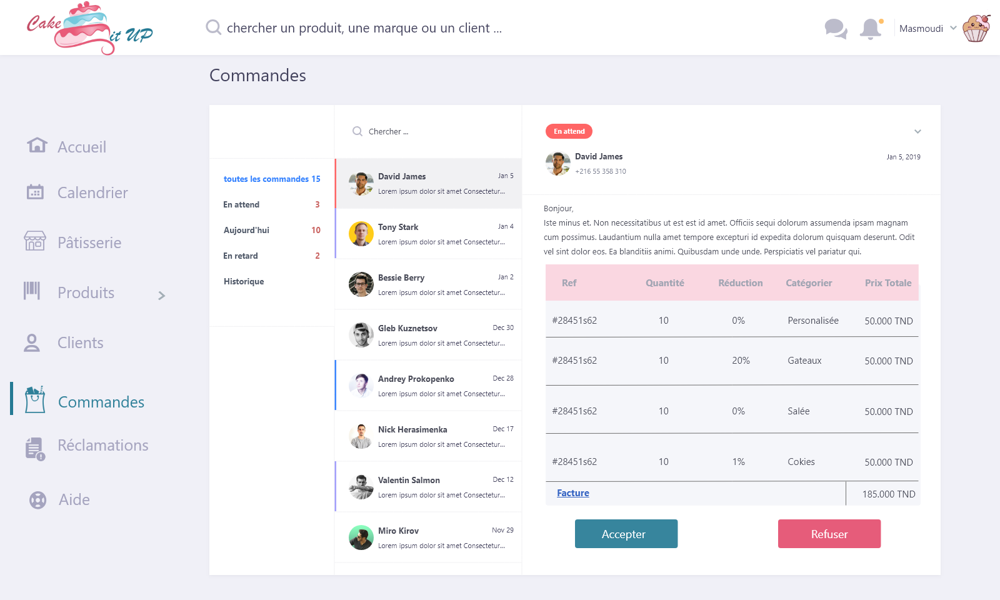 Cake it UP
chercher un produit, une marque ou un client ...
Masmoudi
Commandes
Accueil
Calendrier
Pâtisserie
Produits
Clients
Commandes
Réclamations
Aide
toutes les commandes 15
En attend 3
Aujourd'hui 10
En retard 2
Historique
Chercher ...
David James Jan 5
Lorem ipsum dolor sit amet Consectetur...
Tony Stark Jan 4
Lorem ipsum dolor sit amet Consectetur...
Bessie Berry Jan 2
Lorem ipsum dolor sit amet Consectetur...
Gleb Kuznetsov Dec 30
Lorem ipsum dolor sit amet Consectetur...
Andrey Prokopenko Dec 28
Lorem ipsum dolor sit amet Consectetur...
Nick Herasimenka Dec 17
Lorem ipsum dolor sit amet Consectetur...
Valentin Salmon Dec 12
Lorem ipsum dolor sit amet Consectetur...
Miro Kirov Nov 29
Lorem ipsum dolor sit amet Consectetur...
En attend
David James Jan 5, 2019
+216 55 358 310
Bonjour,
Iste minus et. Non necessitatibus ut est est id amet. Officiis sequi dolorum assumenda ipsam magnam
cum possimus. Laudantium nulla amet tempore excepturi id expedita dolorum quisquam deserunt. Odit
vel sint dolor eos. Ea blanditiis animi. Quibusdam unde unde. Perspiciatis vel pariatur qui.
Ref Quantité Réduction Catégorier Prix Totale
#28451s62 10 0% Personalisée 50.000 TND
#28451s62 10 20% Gateaux 50.000 TND
#28451s62 10 0% Salée 50.000 TND
#28451s62 10 1% Cokies 50.000 TND
Facture 185.000 TND
Accepter Refuser